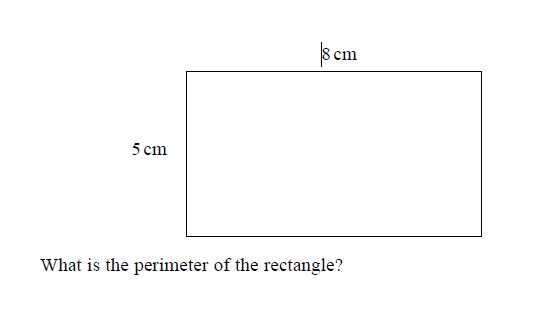 8 cm
5 cm
What is the perimeter of the rectangle?